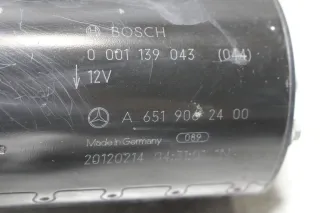 BOSCH
0 001 139 043 (044)
12V
A 651 906 24 00
Made in Germany 089
20120214